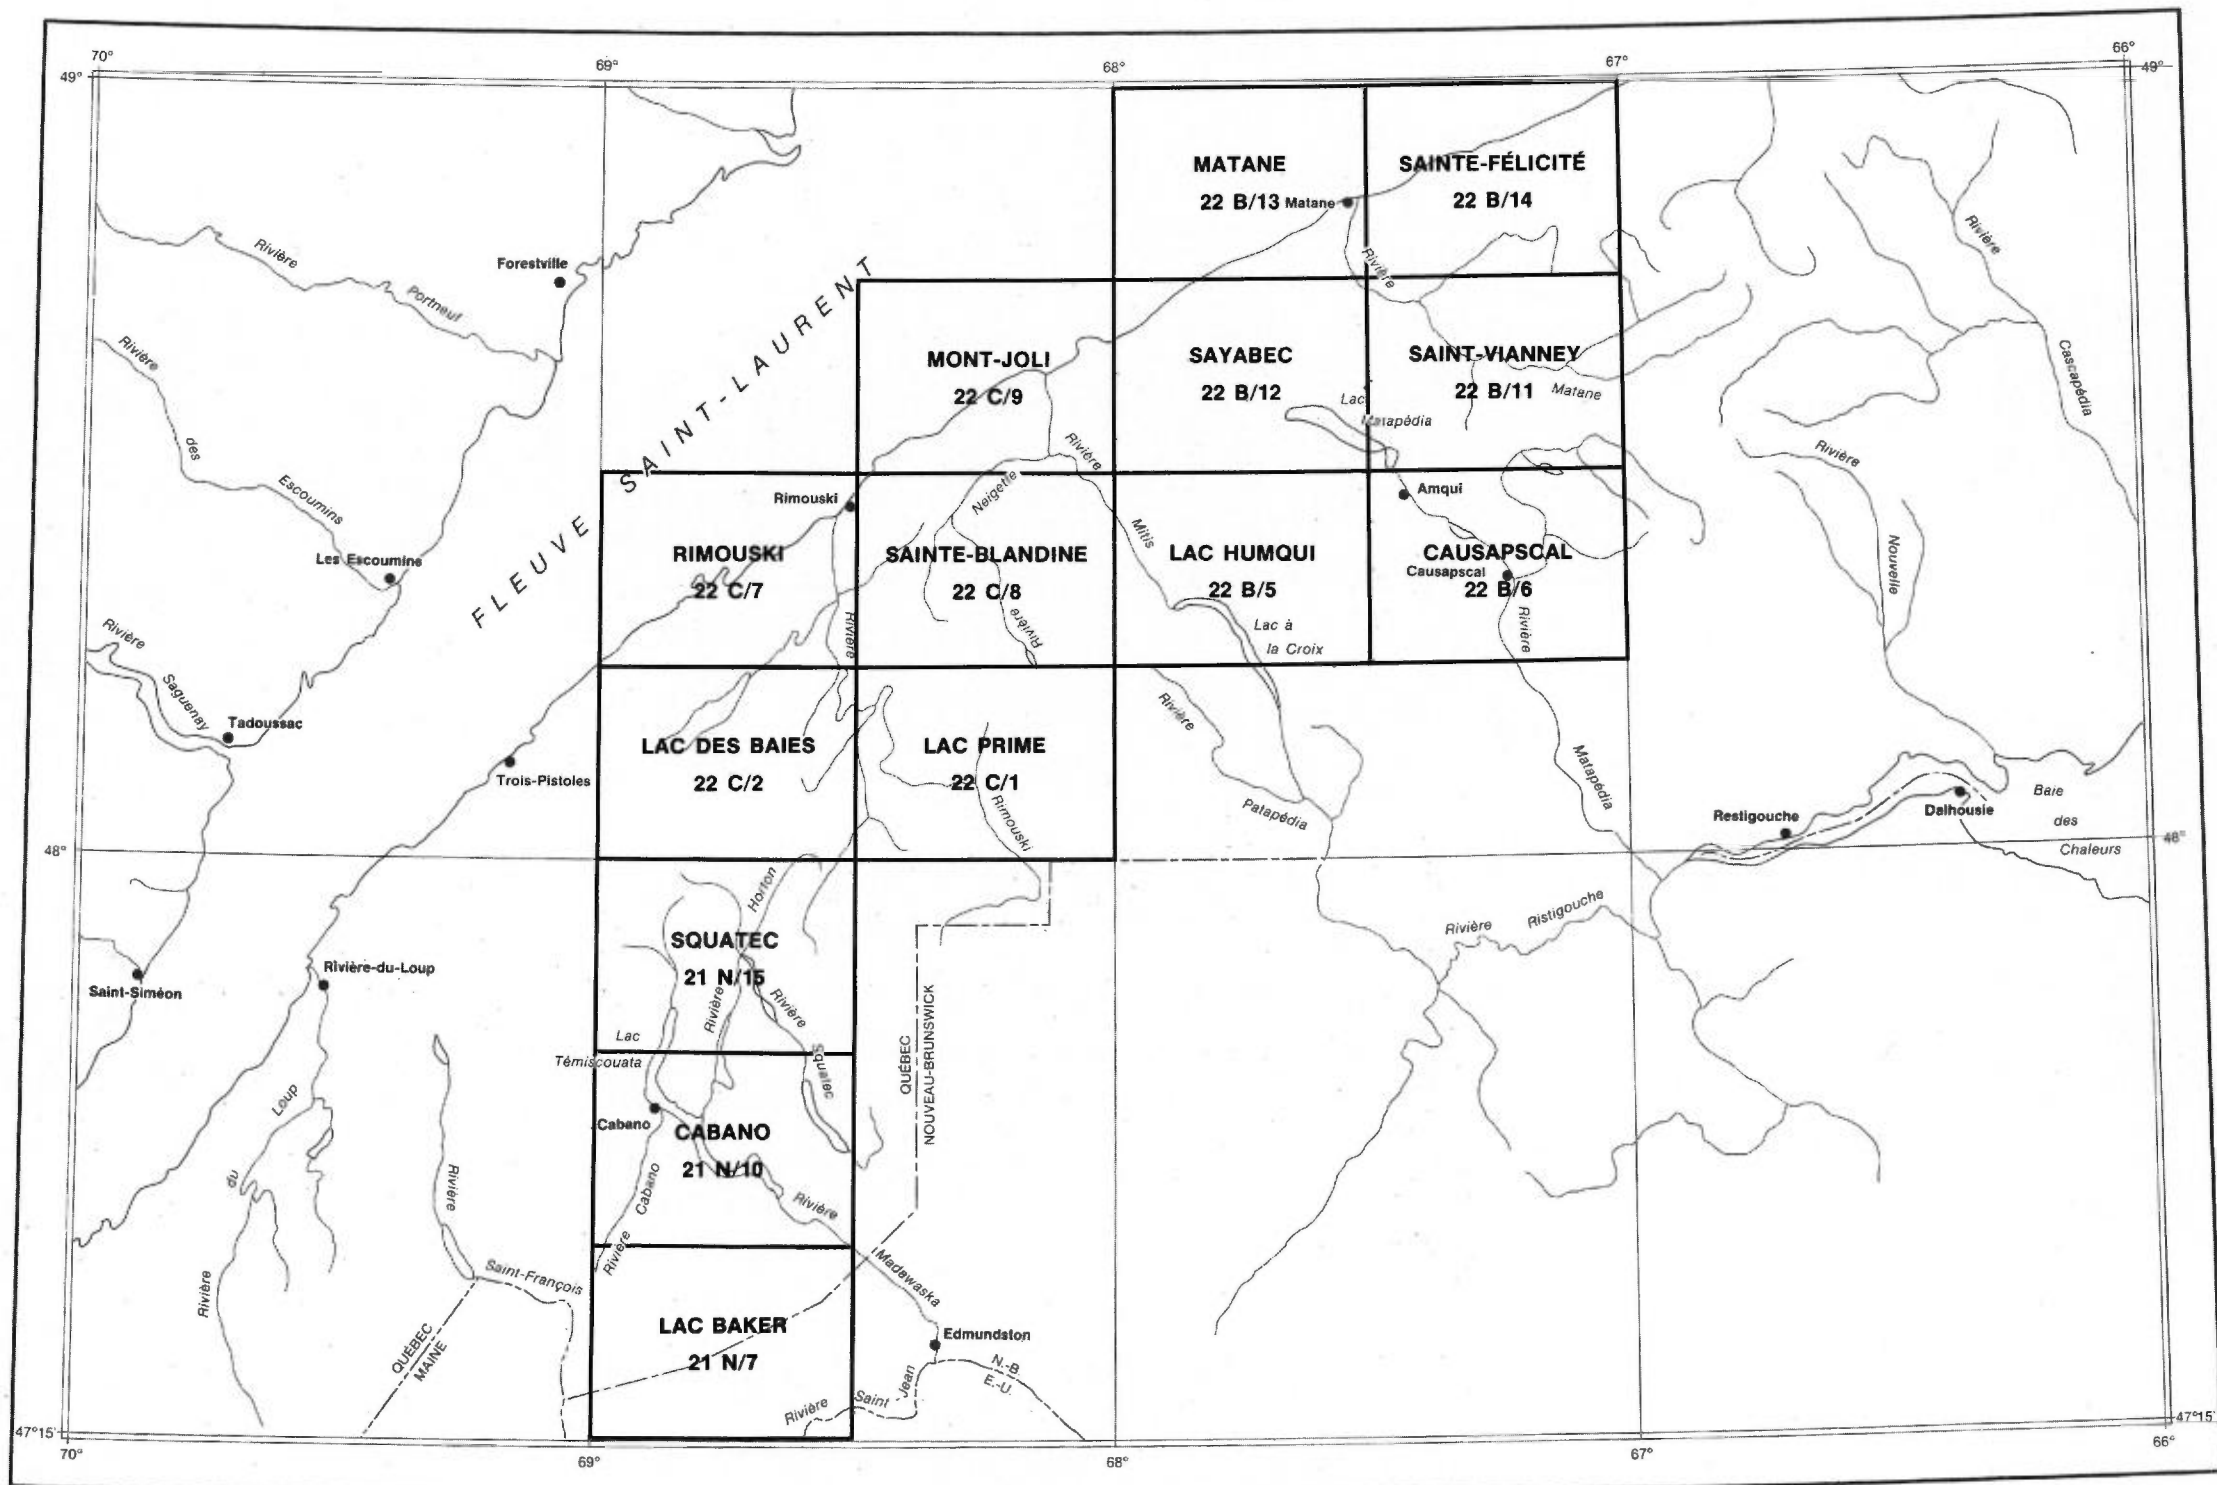 70°
69°
68°
67°
66°
49°
49°
MATANE
22 B/13
Matane
SAINTE-FÉLICITÉ
22 B/14
Rivière
Portneuf
Forestville
Rivière
Rivière
Cascapédia
FLEUVE SAINT-LAURENT
MONT-JOLI
22 C/9
SAYABEC
22 B/12
SAINT-VIANNEY
22 B/11
Matane
Lac
Matapédia
Rivière
des
Escoumins
Les Escoumine
Rivière
Mitis
Neigette
Rivière
Rivière
Nouvelle
Rimouski
RIMOUSKI
22 C/7
SAINTE-BLANDINE
22 C/8
LAC HUMQUI
22 B/5
Amqui
CAUSAPSCAL
Causapscal
22 B/6
Lac à
la Croix
Rivière
Matapédia
Rivière
Saguenay
Tadoussac
Trois-Pistoles
Rivière
Rimouski
LAC DES BAIES
22 C/2
LAC PRIME
22 C/1
Rivière
Patapédia
Restigouche
Dalhousie
Baie
des
Chaleurs
48°
48°
Horton
Rivière
SQUATEC
21 N/15
Rivière
Squatec
Rivière
Ristigouche
Saint-Siméon
Rivière-du-Loup
Lac
Témiscouata
QUÉBEC
NOUVEAU-BRUNSWICK
Loup
du
Rivière
Rivière
Saint-François
Cabano
CABANO
21 N/10
Cabano
Rivière
Rivière
Madawaska
QUÉBEC
MAINE
LAC BAKER
21 N/7
Edmundston
N.-B
E.-U.
Rivière Saint-Jean
47°15'
47°15'
70°
69°
68°
67°
66°